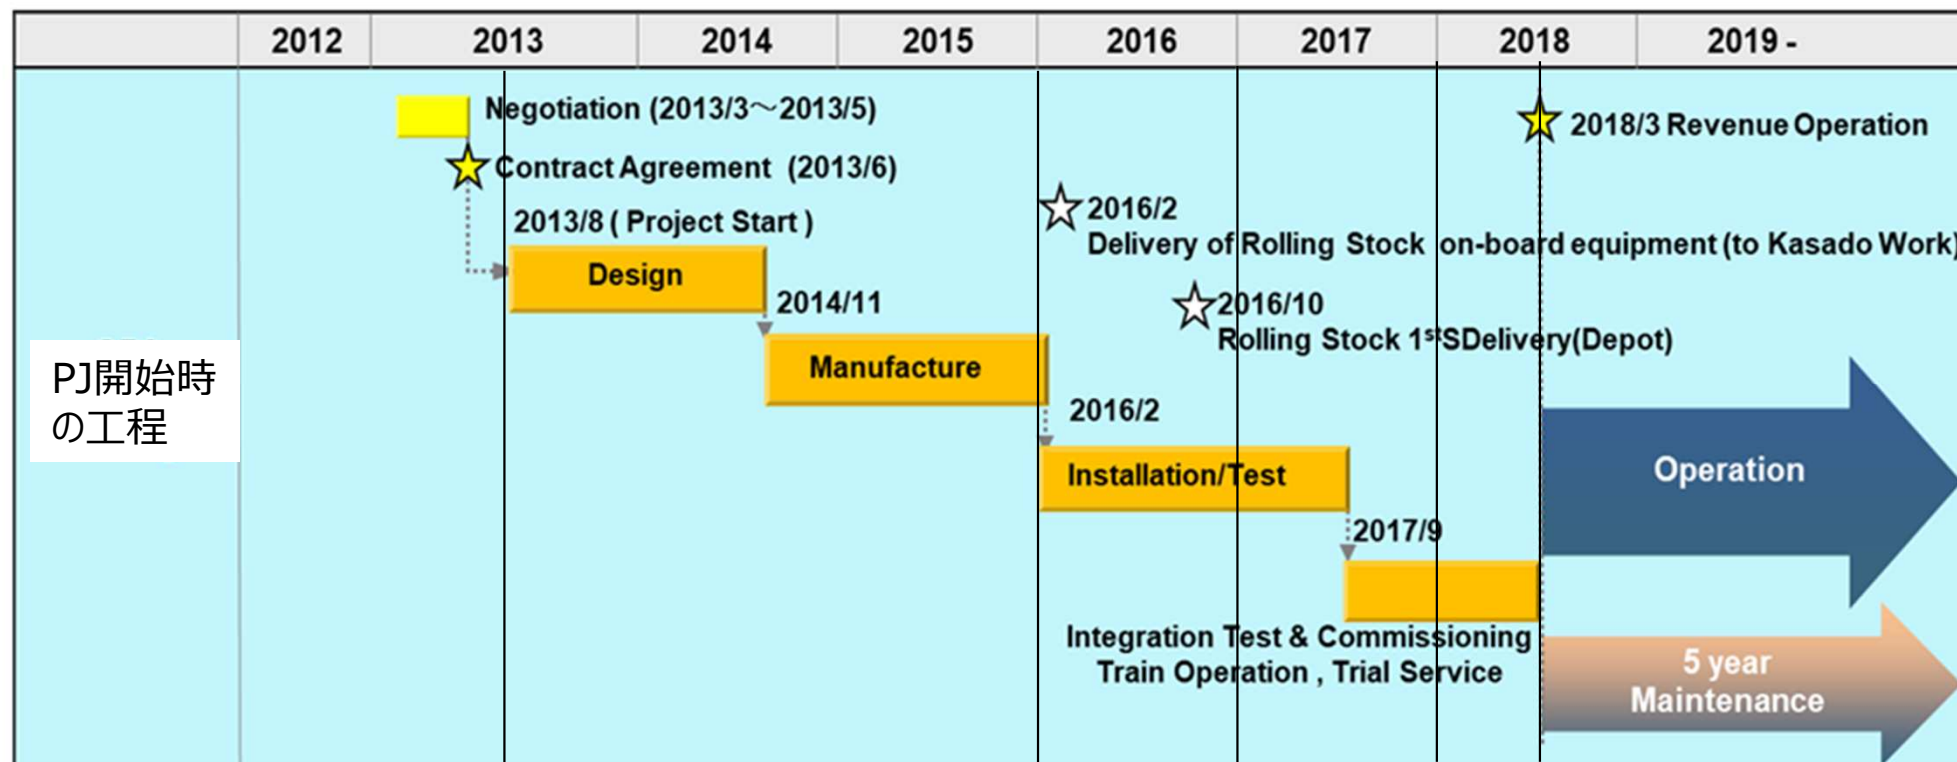 2012 2013 2014 2015 2016 2017 2018 2019 -
Negotiation (2013/3～2013/5)
Contract Agreement (2013/6)
2013/8 ( Project Start )
Design
2014/11
Manufacture
2016/2
Installation/Test
2017/9
Integration Test & Commissioning
Train Operation , Trial Service
2018/3 Revenue Operation
2016/2
Delivery of Rolling Stock on-board equipment (to Kasado Work)
2016/10
Rolling Stock 1stSDelivery(Depot)
Operation
5 year
Maintenance
PJ開始時
の工程